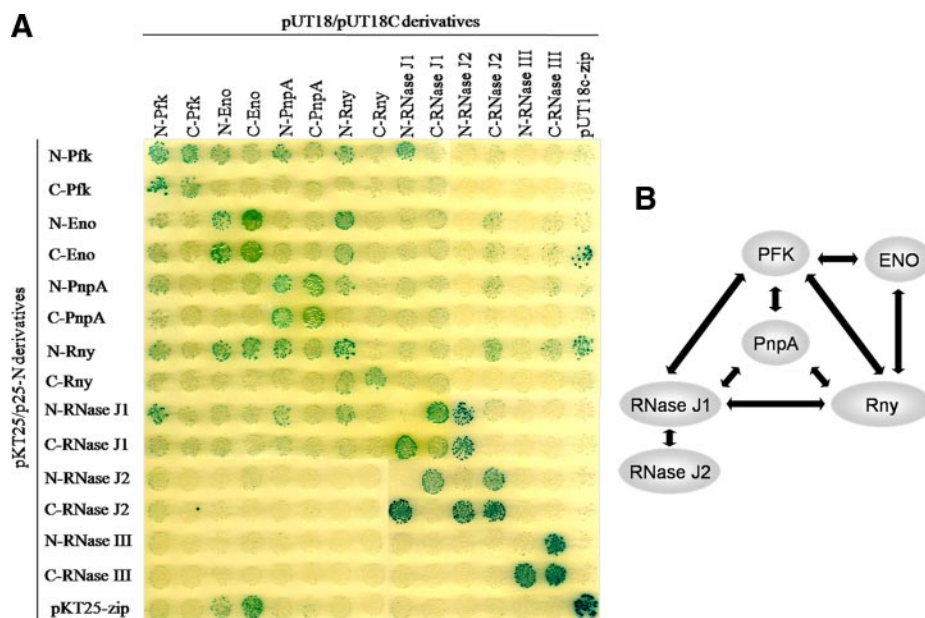 A
pUT18/pUT18C derivatives
N-Pfk
C-Pfk
N-Eno
C-Eno
N-PnpA
C-PnpA
N-Rny
C-Rny
N-RNase J1
C-RNase J1
N-RNase J2
C-RNase J2
N-RNase III
C-RNase III
pUT18c-zip
pKT25/p25-N derivatives
N-Pfk
C-Pfk
N-Eno
C-Eno
N-PnpA
C-PnpA
N-Rny
C-Rny
N-RNase J1
C-RNase J1
N-RNase J2
C-RNase J2
N-RNase III
C-RNase III
pKT25-zip
B
PFK
ENO
PnpA
RNase J1
Rny
RNase J2